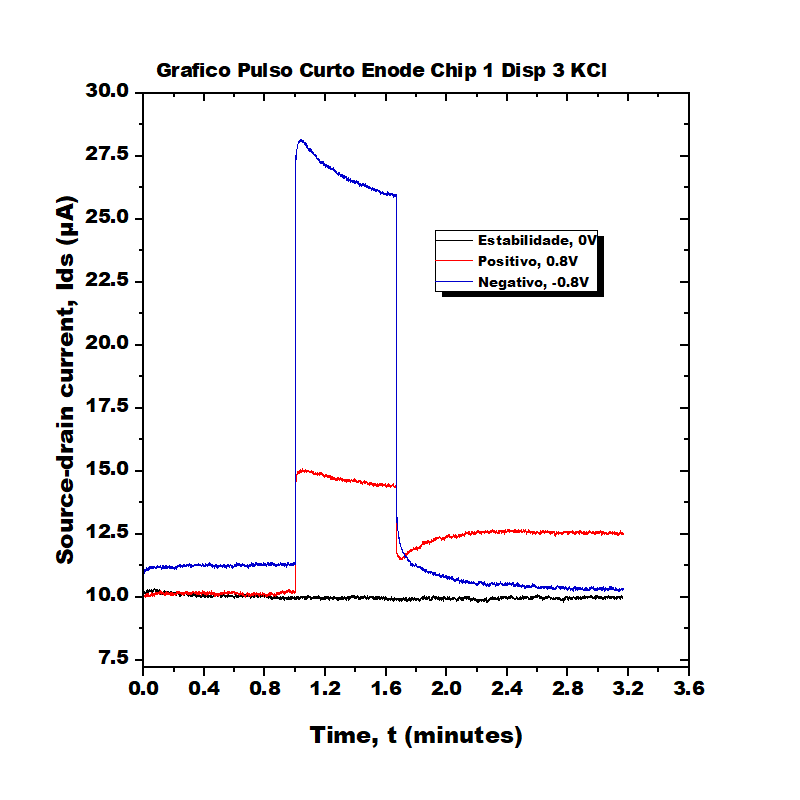 Grafico Pulso Curto Enode Chip 1 Disp 3 KCl
30.0
27.5
25.0
22.5
20.0
17.5
15.0
12.5
10.0
7.5
Source-drain current, Ids (µA)
Estabilidade, 0V
Positivo, 0.8V
Negativo, -0.8V
0.0 0.4 0.8 1.2 1.6 2.0 2.4 2.8 3.2 3.6
Time, t (minutes)